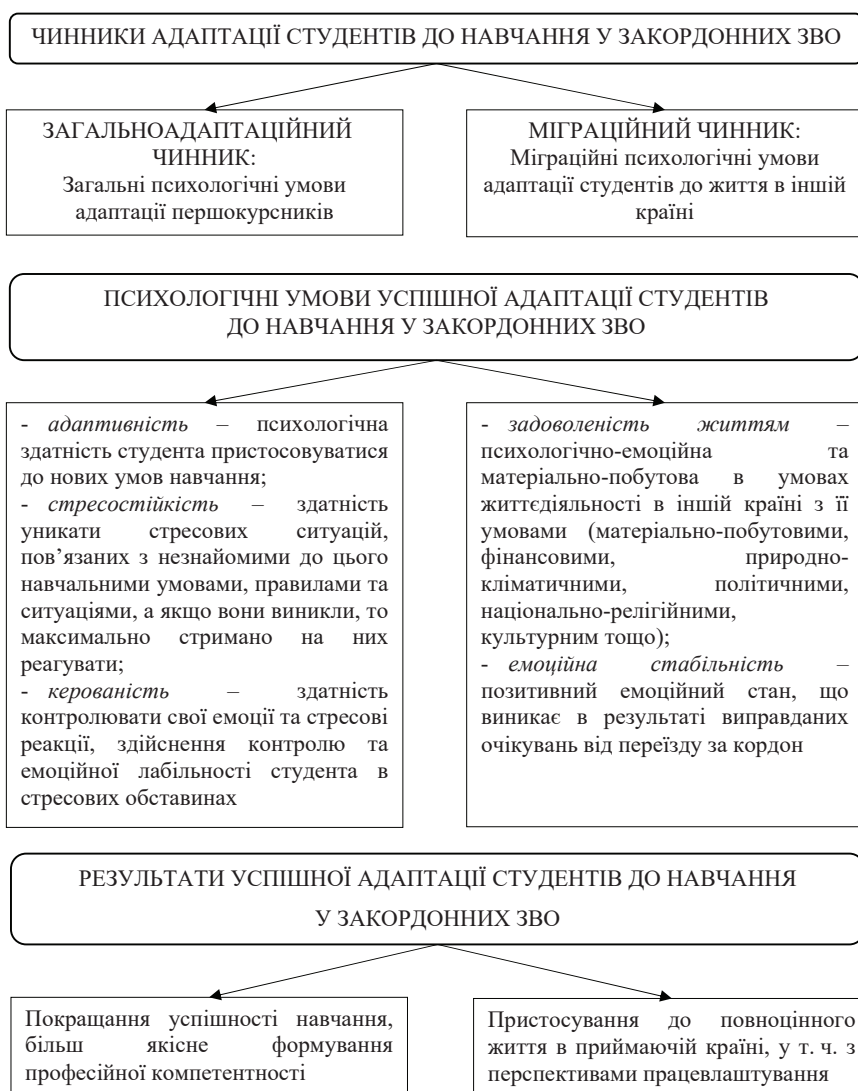 ЧИННИКИ АДАПТАЦІЇ СТУДЕНТІВ ДО НАВЧАННЯ У ЗАКОРДОННИХ ЗВО
ЗАГАЛЬНОАДАПТАЦІЙНИЙ
ЧИННИК:
Загальні психологічні умови
адаптації першокурсників
МІГРАЦІЙНИЙ ЧИННИК:
Міграційні психологічні умови
адаптації студентів до життя в іншій
країні
ПСИХОЛОГІЧНІ УМОВИ УСПІШНОЇ АДАПТАЦІЇ СТУДЕНТІВ
ДО НАВЧАННЯ У ЗАКОРДОННИХ ЗВО
- адаптивність – психологічна
здатність студента пристосовуватися
до нових умов навчання;
- стресостійкість – здатність
уникати стресових ситуацій,
пов’язаних з незнайомими до цього
навчальними умовами, правилами та
ситуаціями, а якщо вони виникли, то
максимально стримано на них
реагувати;
- керованість – здатність
контролювати свої емоції та стресові
реакції, здійснення контролю та
емоційної лабільності студента в
стресових обставинах
- задоволеність життям –
психологічно-емоційна та
матеріально-побутова в умовах
життєдіяльності в іншій країні з її
умовами (матеріально-побутовими,
фінансовими, природно-
кліматичними, політичними,
національно-релігійними,
культурним тощо);
- емоційна стабільність –
позитивний емоційний стан, що
виникає в результаті виправданих
очікувань від переїзду за кордон
РЕЗУЛЬТАТИ УСПІШНОЇ АДАПТАЦІЇ СТУДЕНТІВ ДО НАВЧАННЯ
У ЗАКОРДОННИХ ЗВО
Покращання успішності навчання,
більш якісне формування
професійної компетентності
Пристосування до повноцінного
життя в приймаючій країні, у т. ч. з
перспективами працевлаштування